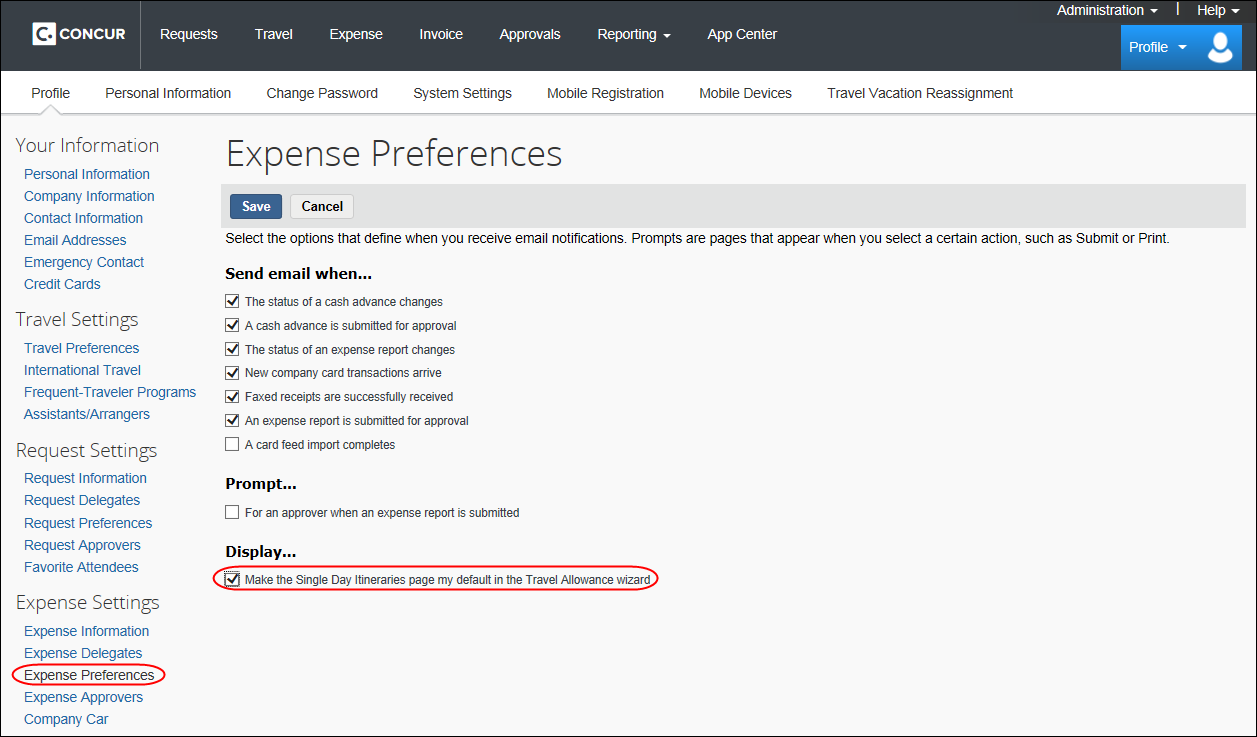 Administration | Help
CONCUR Requests Travel Expense Invoice Approvals Reporting App Center
Profile
Profile Personal Information Change Password System Settings Mobile Registration Mobile Devices Travel Vacation Reassignment
Your Information
Personal Information
Company Information
Contact Information
Email Addresses
Emergency Contact
Credit Cards
Travel Settings
Travel Preferences
International Travel
Frequent-Traveler Programs
Assistants/Arrangers
Request Settings
Request Information
Request Delegates
Request Preferences
Request Approvers
Favorite Attendees
Expense Settings
Expense Information
Expense Delegates
Expense Preferences
Expense Approvers
Company Car
Expense Preferences
Save Cancel
Select the options that define when you receive email notifications. Prompts are pages that appear when you select a certain action, such as Submit or Print.
Send email when...
The status of a cash advance changes
A cash advance is submitted for approval
The status of an expense report changes
New company card transactions arrive
Faxed receipts are successfully received
An expense report is submitted for approval
A card feed import completes
Prompt...
For an approver when an expense report is submitted
Display...
Make the Single Day Itineraries page my default in the Travel Allowance wizard